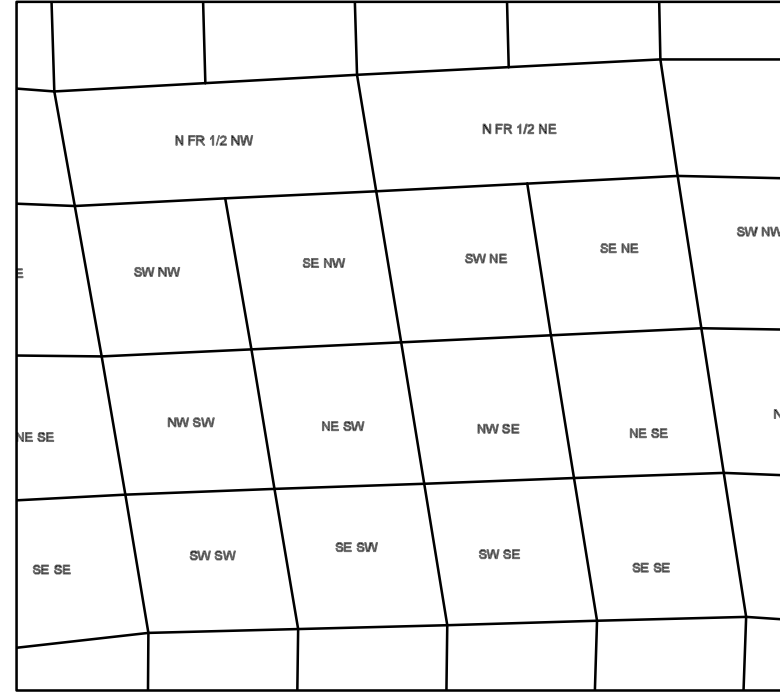 N FR 1/2 NW
N FR 1/2 NE
SW NW
SE NW
SW NE
SE NE
SW NW
NE SE
NW SW
NE SW
NW SE
NE SE
SE SE
SW SW
SE SW
SW SE
SE SE